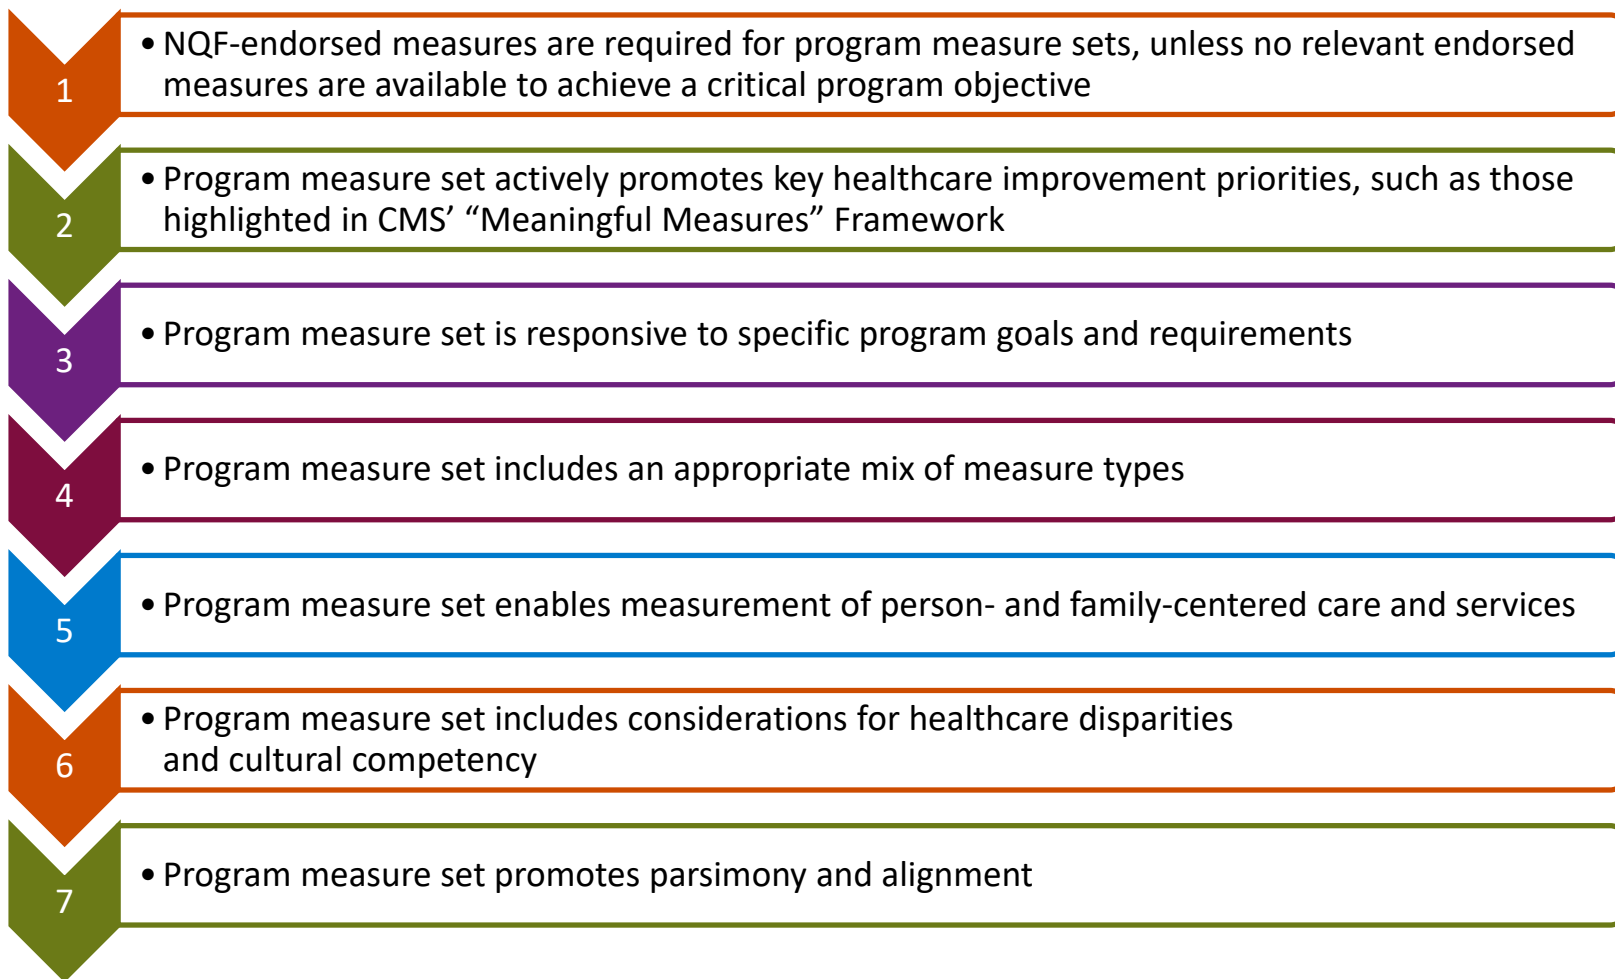 1
• NQF-endorsed measures are required for program measure sets, unless no relevant endorsed
measures are available to achieve a critical program objective
2
• Program measure set actively promotes key healthcare improvement priorities, such as those
highlighted in CMS’ “Meaningful Measures” Framework
3
• Program measure set is responsive to specific program goals and requirements
4
• Program measure set includes an appropriate mix of measure types
5
• Program measure set enables measurement of person- and family-centered care and services
6
• Program measure set includes considerations for healthcare disparities
and cultural competency
7
• Program measure set promotes parsimony and alignment